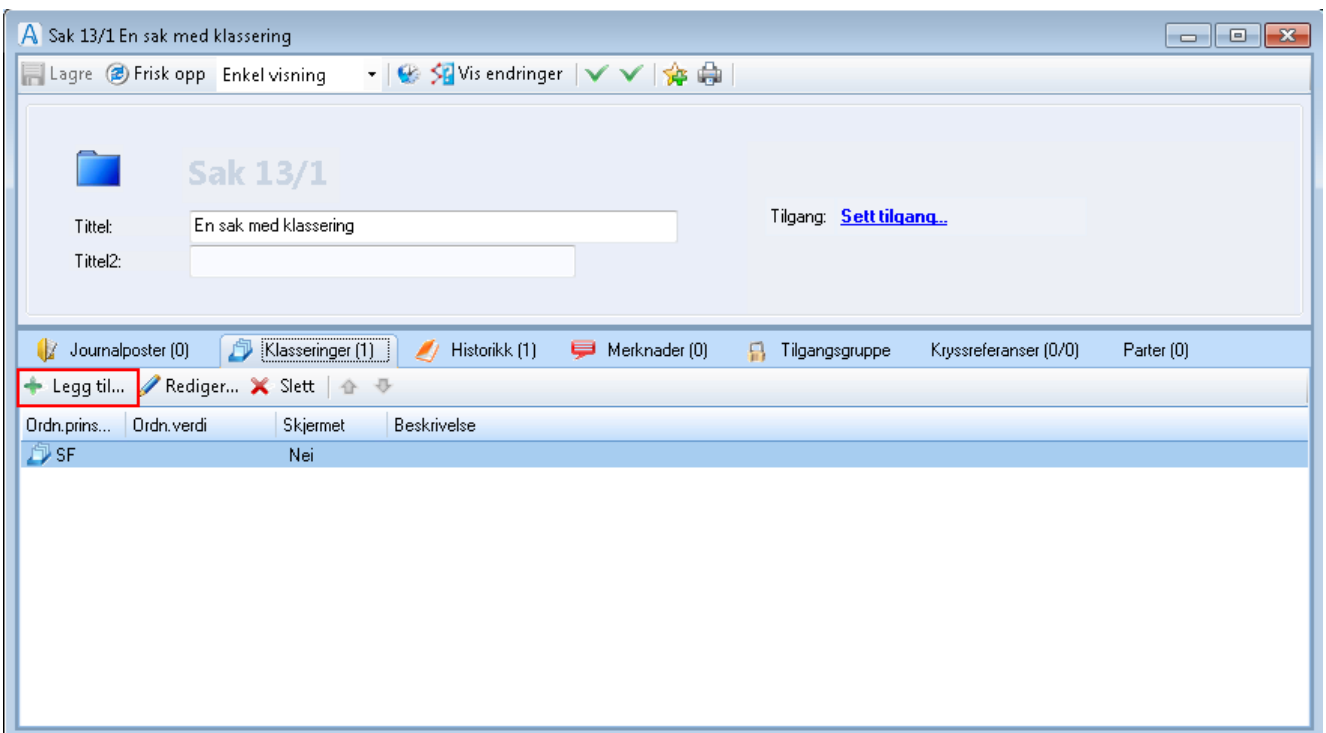 Sak 13/1 En sak med klassering
Lagre Frisk opp Enkel visning Vis endringer
Sak 13/1
Tittel: En sak med klassering
Tilgang: Sett tilgang...
Tittel2:
Journalposter (0) Klasseringer (1) Historikk (1) Merknader (0) Tilgangsgruppe Kryssreferanser (0/0) Parter (0)
Legg til... Rediger... Slett
Ordn.prins... Ordn.verdi Skjermet Beskrivelse
SF Nei